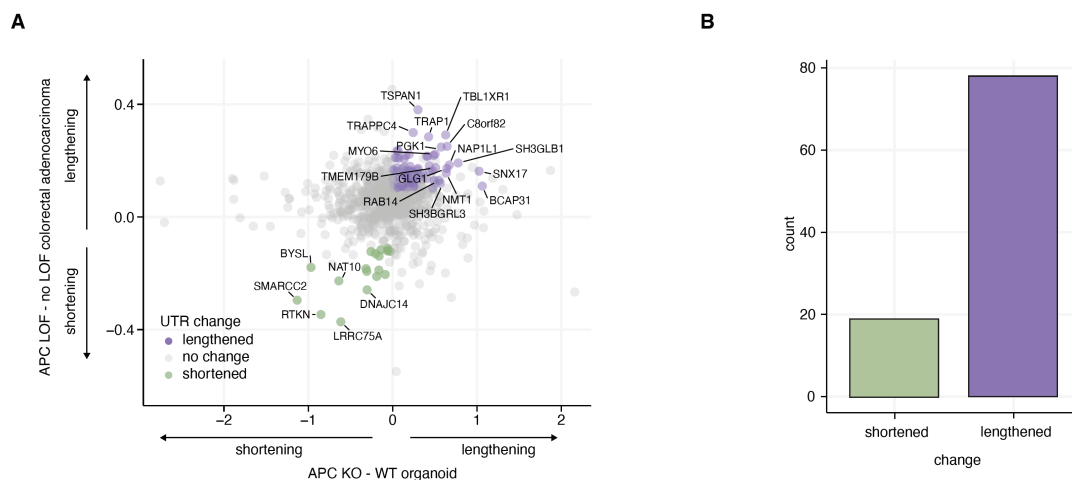 A
APC LOF - no LOF colorectal adenocarcinoma
lengthening
shortening
0.4
0.0
−0.4
TSPAN1
TBL1XR1
TRAPPC4
TRAP1
C8orf82
PGK1
MYO6
NAP1L1
SH3GLB1
TMEM179B
GLG1
SNX17
RAB14
NMT1
BCAP31
SH3BGRL3
BYSL
NAT10
SMARCC2
DNAJC14
RTKN
LRRC75A
UTR change
lengthened
no change
shortened
−2
−1
0
1
2
shortening
lengthening
APC KO - WT organoid
B
count
80
60
40
20
0
shortened
lengthened
change